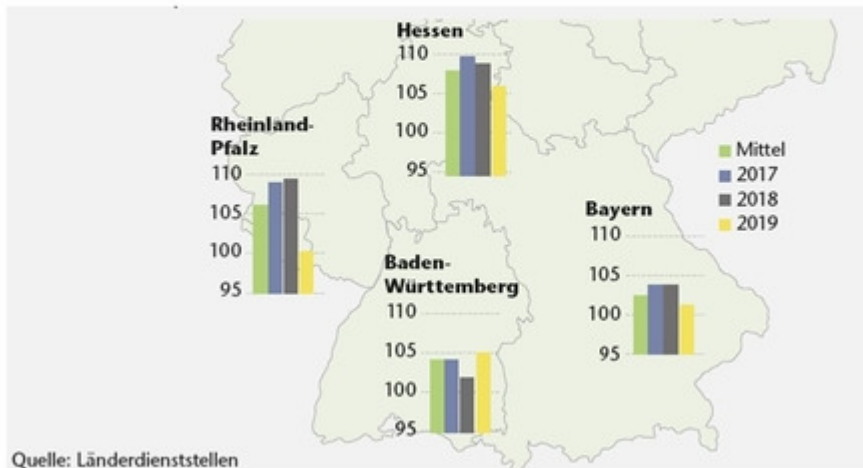 Hessen
110
105
100
95
Rheinland-
Pfalz
110
105
100
95
Mittel
2017
2018
2019
Bayern
110
105
100
95
Baden-
Württemberg
110
105
100
95
Quelle: Länderdienststellen